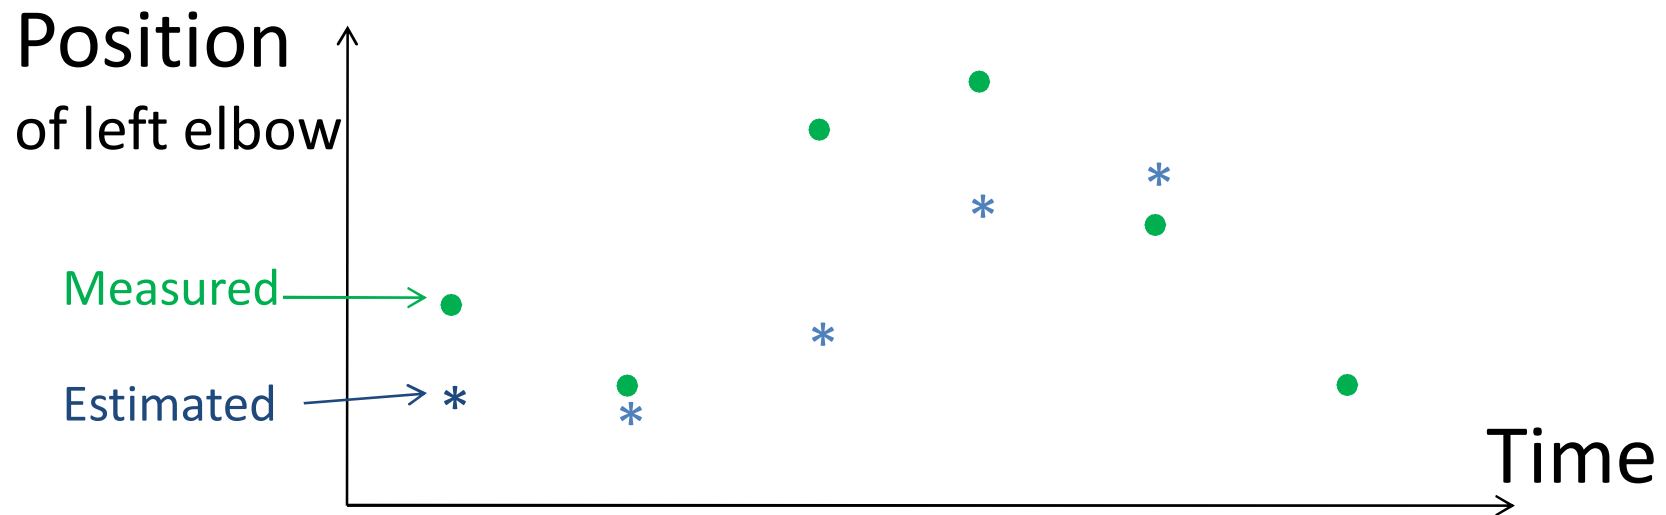 Position
of left elbow
Measured
Estimated
Time